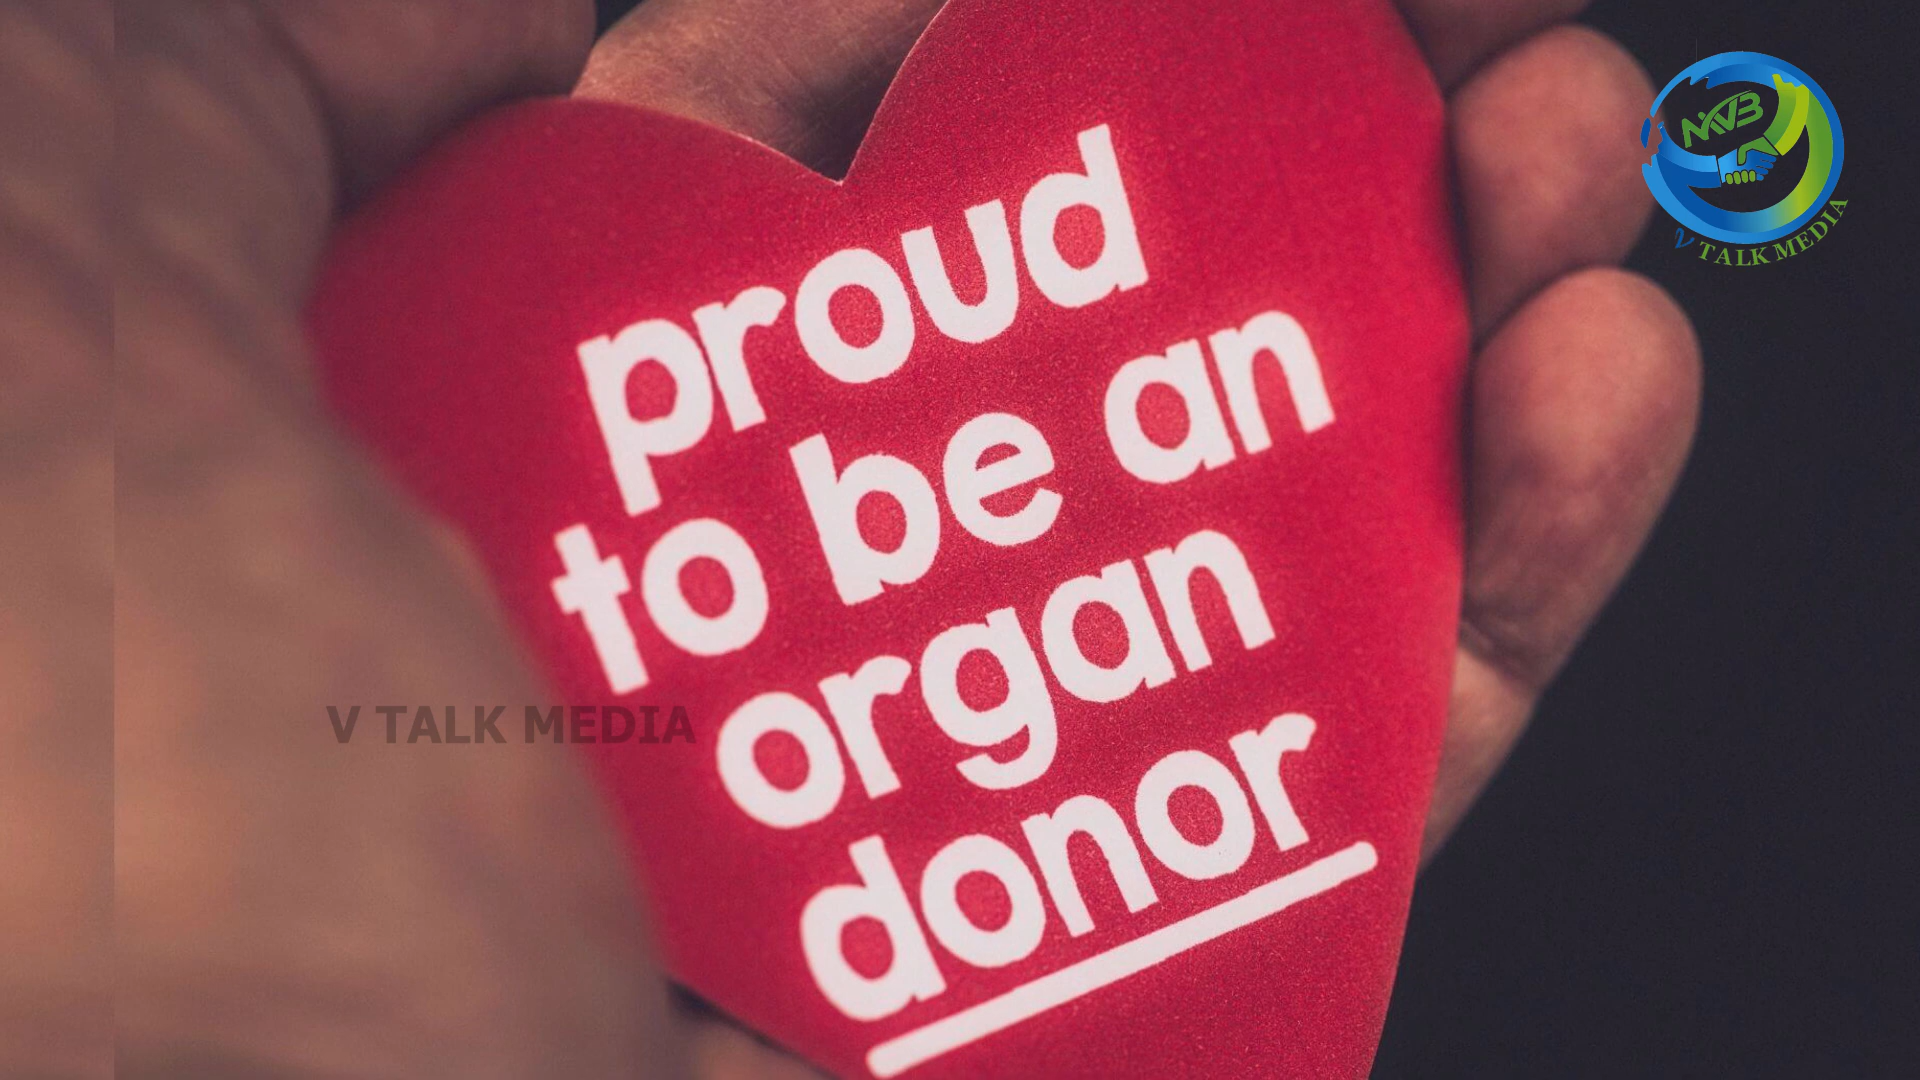 proud
to be an
organ
donor
V TALK MEDIA
NVB
V TALK MEDIA